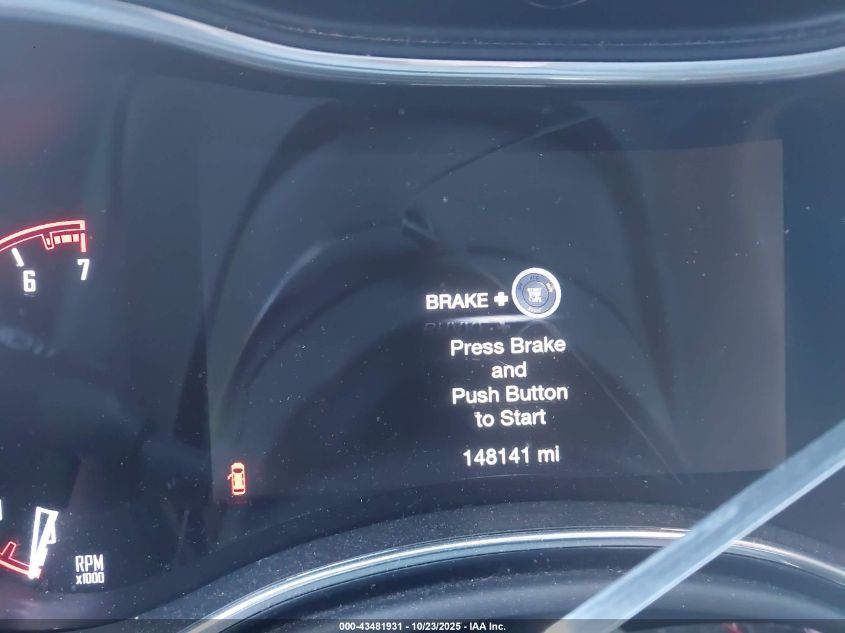 6
7
BRAKE +
Press Brake
and
Push Button
to Start
148141 mi
RPM
x1000
000-43481931 - 10/23/2025 - IAA Inc.